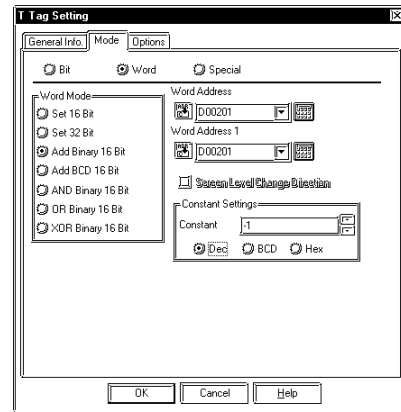 T Tag Setting
General Info. Mode Options
Bit Word Special
Word Mode
Set 16 Bit
Set 32 Bit
Add Binary 16 Bit
Add BCD 16 Bit
AND Binary 16 Bit
OR Binary 16 Bit
XOR Binary 16 Bit
Word Address
D00201
Word Address 1
D00201
Screen Level Change Direction
Constant Settings
Constant -1
Dec BCD Hex
OK Cancel Help